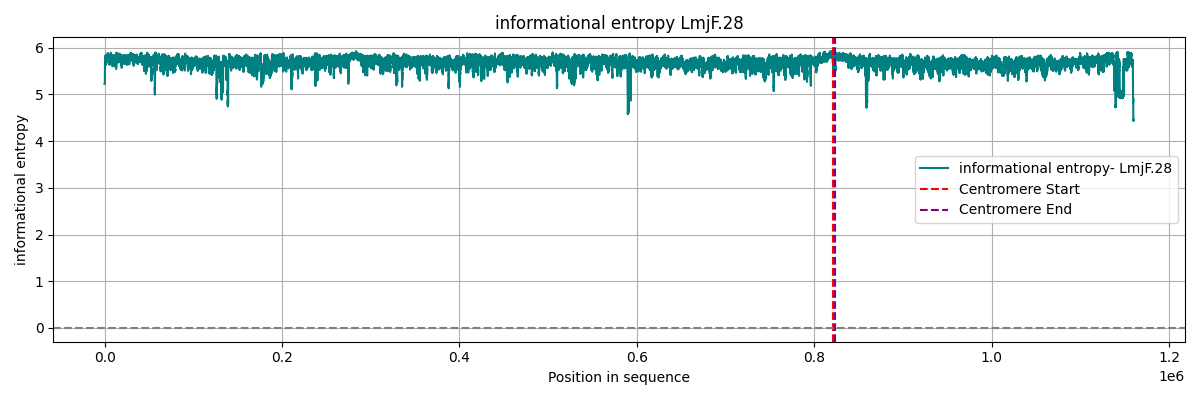 informational entropy LmjF.28
informational entropy
6
5
4
3
2
1
0
informational entropy- LmjF.28
Centromere Start
Centromere End
0.0 0.2 0.4 0.6 0.8 1.0 1.2
1e6
Position in sequence